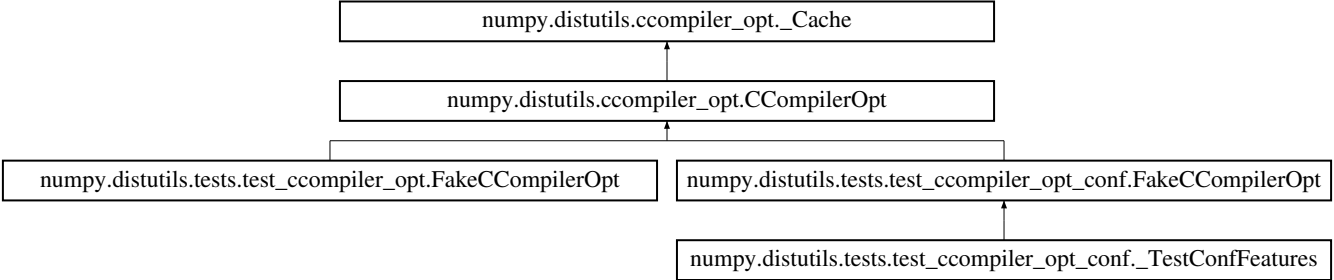 numpy.distutils.ccompiler_opt._Cache
numpy.distutils.ccompiler_opt.CCompilerOpt
numpy.distutils.tests.test_ccompiler_opt.FakeCCompilerOpt
numpy.distutils.tests.test_ccompiler_opt_conf.FakeCCompilerOpt
numpy.distutils.tests.test_ccompiler_opt_conf._TestConfFeatures